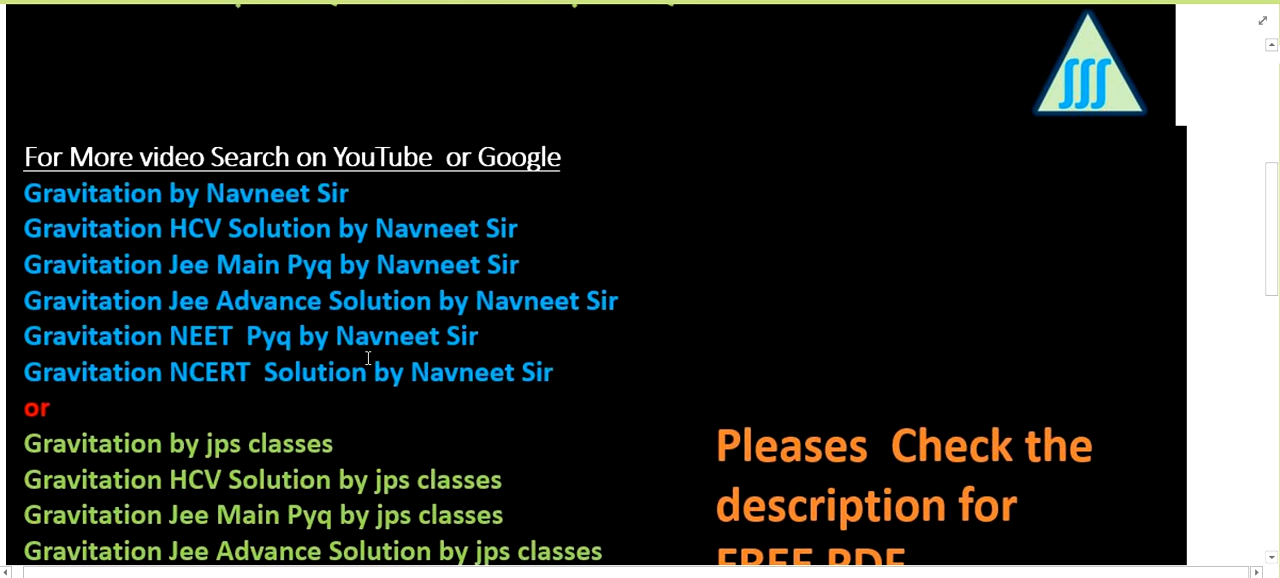 For More video Search on YouTube  or Google
Gravitation by Navneet Sir
Gravitation HCV Solution by Navneet Sir
Gravitation Jee Main Pyq by Navneet Sir
Gravitation Jee Advance Solution by Navneet Sir
Gravitation NEET  Pyq by Navneet Sir
Gravitation NCERT  Solution by Navneet Sir
or
Gravitation by jps classes
Gravitation HCV Solution by jps classes
Gravitation Jee Main Pyq by jps classes
Gravitation Jee Advance Solution by jps classes
Pleases  Check the
description for
FREE PDF
∫∫∫